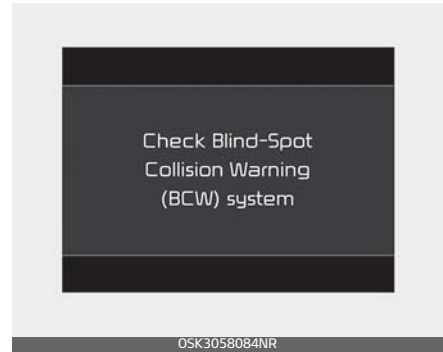 Check Blind-Spot
Collision Warning
(BCW) system
OSK3058084NR